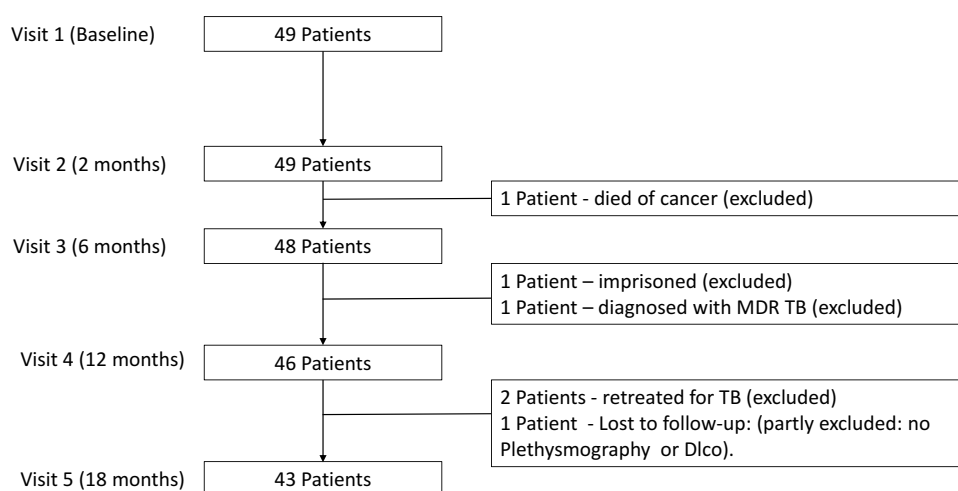 Visit 1 (Baseline)
49 Patients
Visit 2 (2 months)
49 Patients
1 Patient - died of cancer (excluded)
Visit 3 (6 months)
48 Patients
1 Patient – imprisoned (excluded)
1 Patient – diagnosed with MDR TB (excluded)
Visit 4 (12 months)
46 Patients
2 Patients - retreated for TB (excluded)
1 Patient - Lost to follow-up: (partly excluded: no
Plethysmography or Dlco).
Visit 5 (18 months)
43 Patients